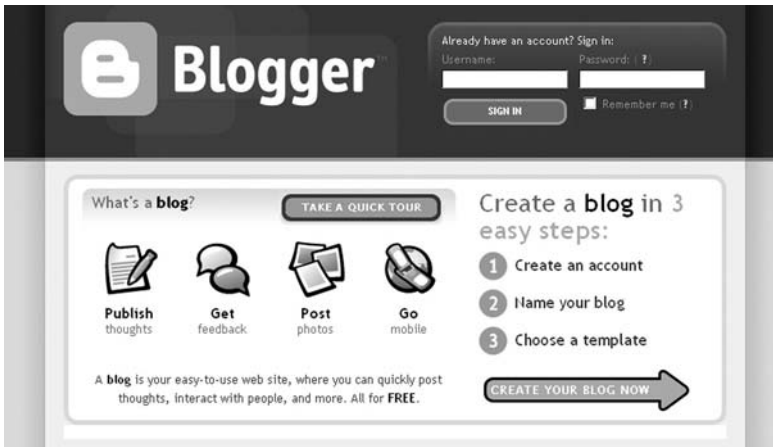 Blogger™
Already have an account? Sign in:
Username:
Password: (?)
SIGN IN
Remember me (?)
What's a blog?
TAKE A QUICK TOUR
Publish
thoughts
Get
feedback
Post
photos
Go
mobile
A blog is your easy-to-use web site, where you can quickly post
thoughts, interact with people, and more. All for FREE.
Create a blog in 3
easy steps:
1 Create an account
2 Name your blog
3 Choose a template
CREATE YOUR BLOG NOW